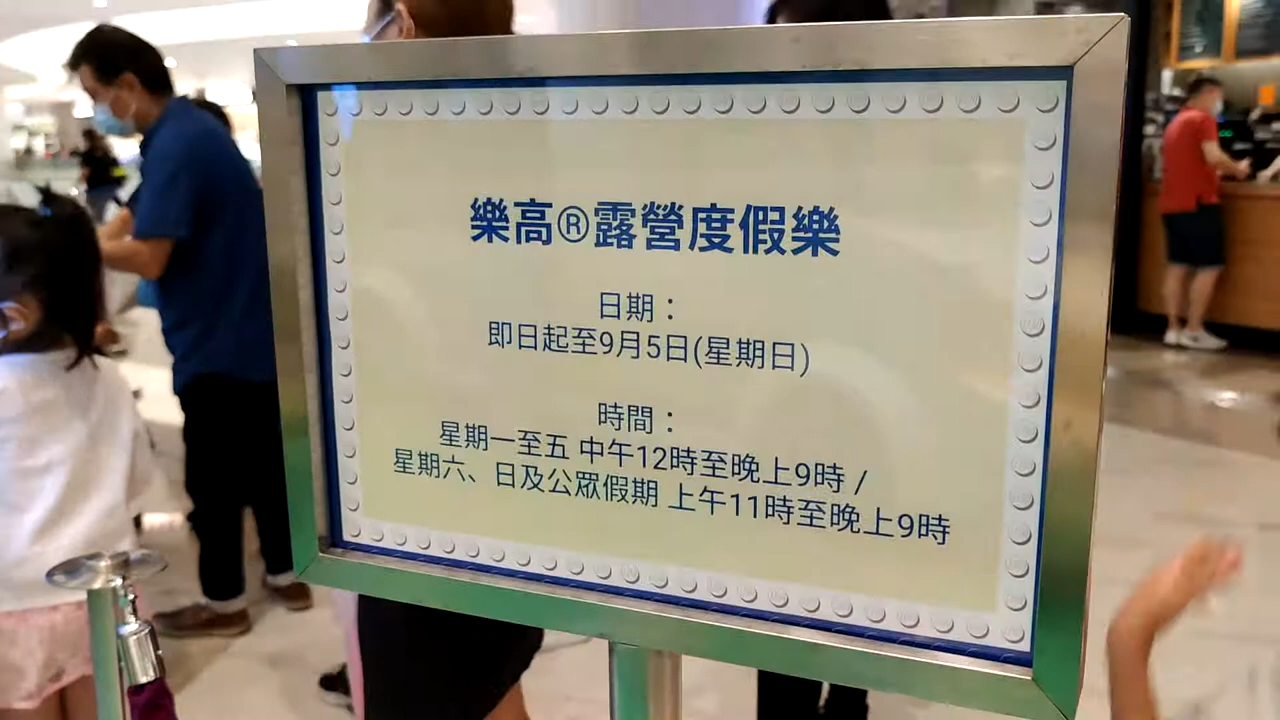 樂高®露營度假樂
日期：
即日起至9月5日(星期日)
時間：
星期一至五 中午12時至晚上9時 /
星期六、日及公眾假期 上午11時至晚上9時